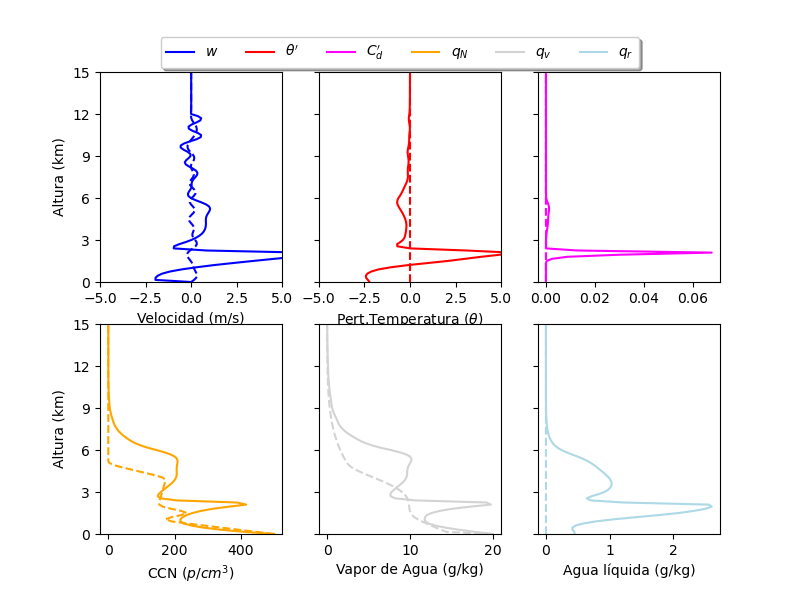 w θ′ C′d qN qv qr
15
12
9
6
3
0
Altura (km)
−5.0 −2.5 0.0 2.5 5.0
Velocidad (m/s)
−5.0 −2.5 0.0 2.5 5.0
Pert.Temperatura (θ)
0.00 0.02 0.04 0.06
15
12
9
6
3
0
Altura (km)
0 200 400
CCN (p/cm³)
0 10 20
Vapor de Agua (g/kg)
0 1 2
Agua líquida (g/kg)